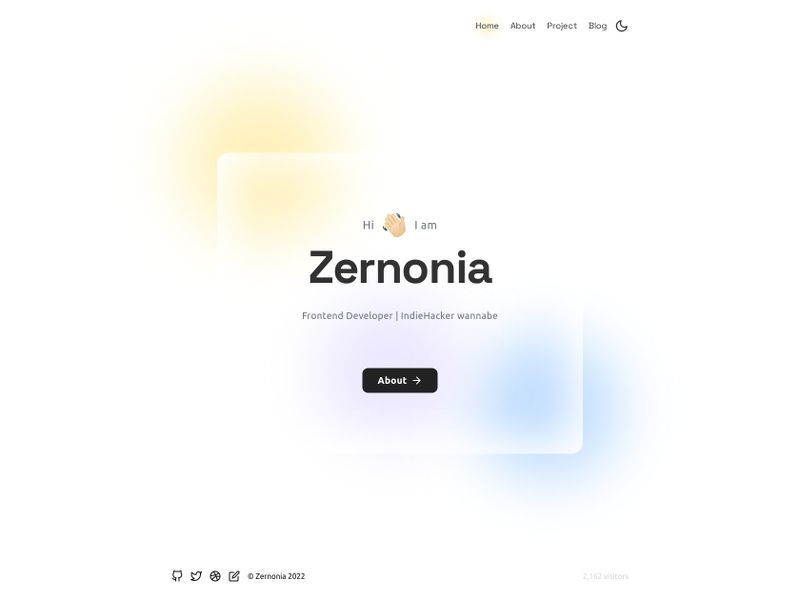 Home About Project Blog
Hi 👋🏻 I am
Zernonia
Frontend Developer | IndieHacker wannabe
About →
© Zernonia 2022
2,162 visitors